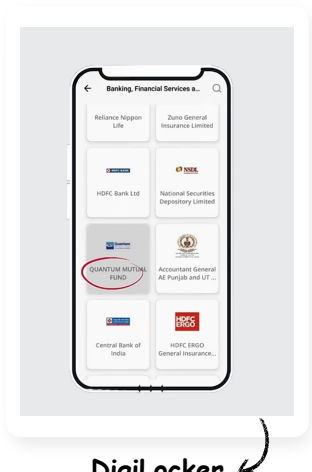 Banking, Financial Services a...
Reliance Nippon
Life
Zuno General
Insurance Limited
HDFC BANK
HDFC Bank Ltd
NSDL
National Securities
Depository Limited
Quantum
QUANTUM MUTUAL
FUND
Accountant General
AE Punjab and UT ...
Central Bank of
India
HDFC
ERGO
HDFC ERGO
General Insurance...
DigiLocker